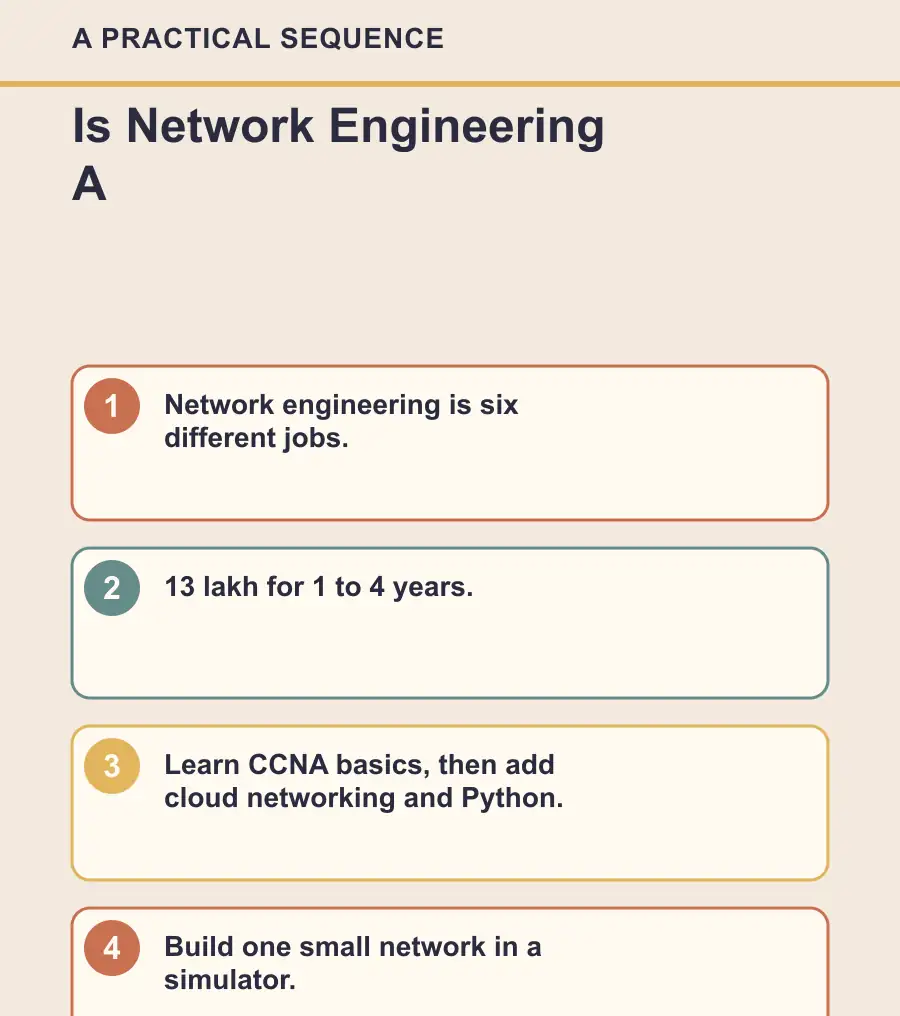 A PRACTICAL SEQUENCE
Is Network Engineering
A
1
Network engineering is six
different jobs.
2
13 lakh for 1 to 4 years.
3
Learn CCNA basics, then add
cloud networking and Python.
4
Build one small network in a
simulator.